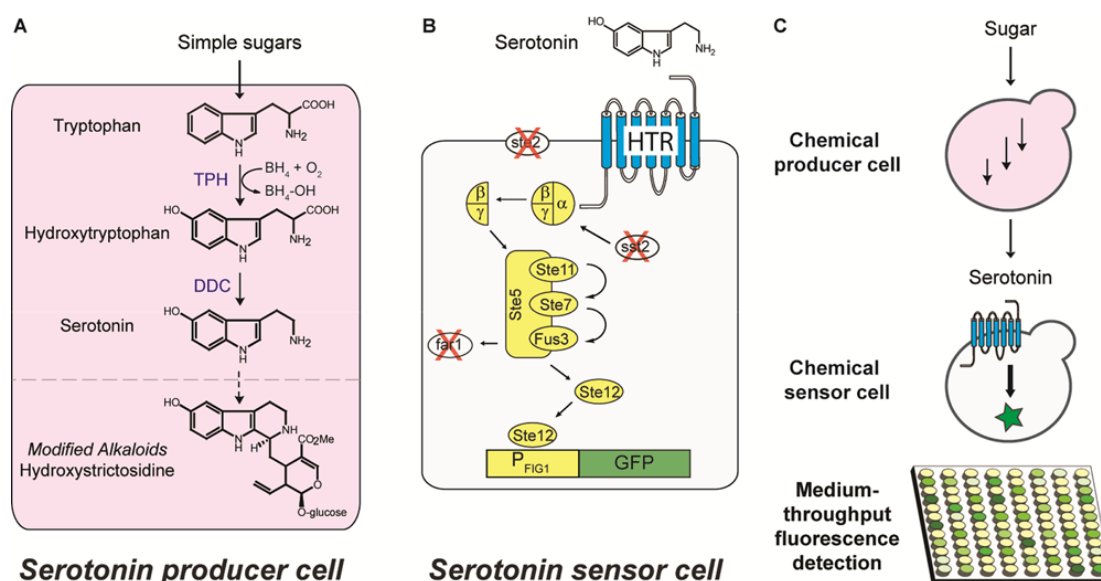 A
Simple sugars
Tryptophan
COOH
NH₂
N
H
TPH
BH₄ + O₂
BH₄-OH
HO
COOH
NH₂
N
H
Hydroxytryptophan
DDC
Serotonin
HO
NH₂
N
H
Modified Alkaloids
Hydroxystrictosidine
HO
NH
N
H
H
CO₂Me
O
O-glucose
Serotonin producer cell
B
Serotonin
HO
NH₂
N
H
ste2
HTR
β
γ
β
γ
α
sst2
Ste5
Ste11
Ste7
Fus3
far1
Ste12
Ste12
P FIG1
GFP
Serotonin sensor cell
C
Sugar
Chemical
producer cell
Serotonin
Chemical
sensor cell
Medium-
throughput
fluorescence
detection